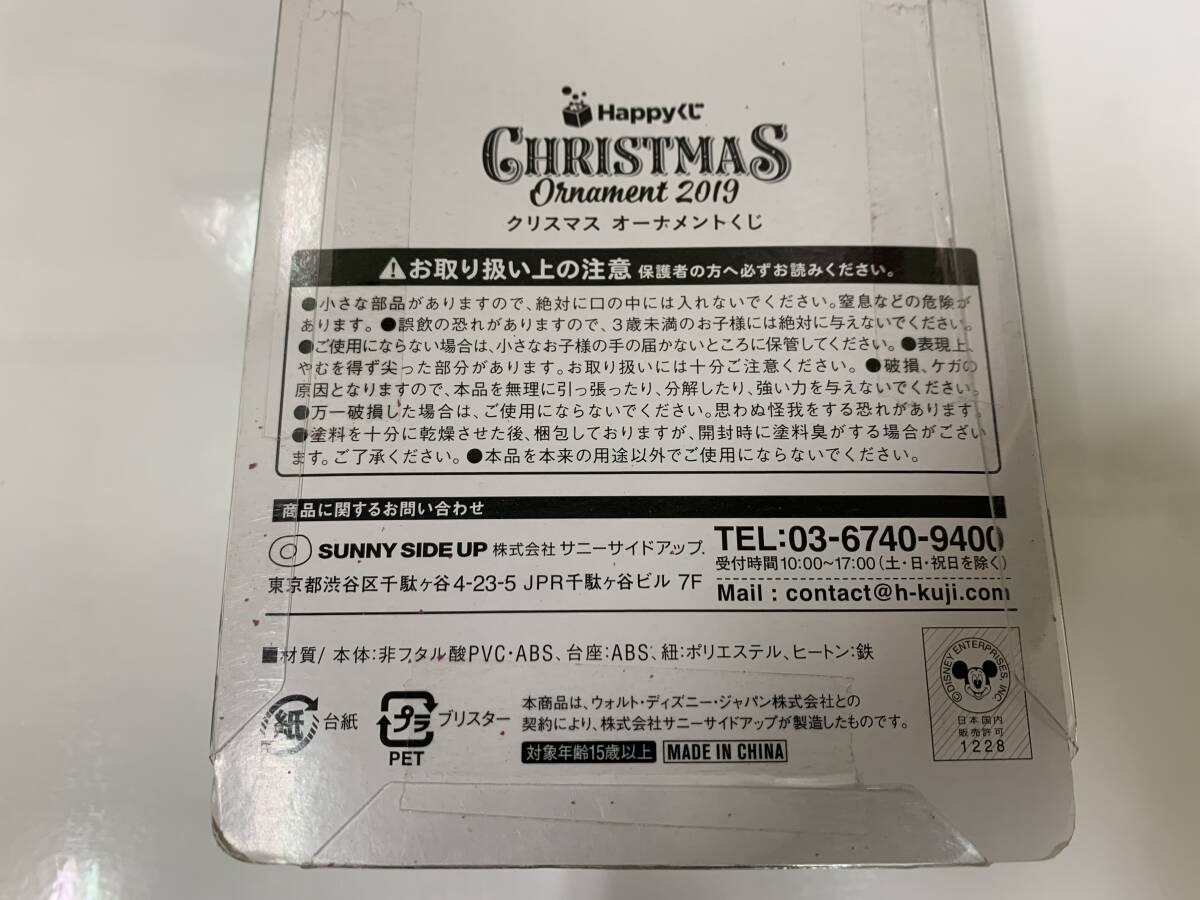 Happyくじ
CHRISTMAS
Ornament 2019
クリスマス オーナメントくじ
お取り扱い上の注意 保護者の方へ必ずお読みください。
●小さな部品がありますので、絶対に口の中には入れないでください。窒息などの危険が
あります。●誤飲の恐れがありますので、3歳未満のお子様には絶対に与えないでください。
●ご使用にならない場合は、小さなお子様の手の届かないところに保管してください。●表現上、
やむを得ず尖った部分があります。お取り扱いには十分ご注意ください。●破損、ケガの
原因となりますので、本品を無理に引っ張ったり、分解したり、強い力を与えないでください。
●万一破損した場合は、ご使用にならないでください。思わぬ怪我をする恐れがあります。
●塗料を十分に乾燥させた後、梱包しておりますが、開封時に塗料臭がする場合がござい
ます。ご了承ください。●本品を本来の用途以外でご使用にならないでください。
商品に関するお問い合わせ
SUNNY SIDE UP 株式会社 サニーサイドアップ.
東京都渋谷区千駄ヶ谷4-23-5 JPR千駄ヶ谷ビル 7F
TEL:03-6740-9400
受付時間10:00~17:00(土・日・祝日を除く)
Mail : contact@h-kuji.com
■材質/ 本体:非フタル酸PVC・ABS、台座:ABS、紐:ポリエステル、ヒートン:鉄
紙 台紙
プラ ブリスター
PET
本商品は、ウォルト・ディズニー・ジャパン株式会社との
契約により、株式会社サニーサイドアップが製造したものです。
対象年齢15歳以上 MADE IN CHINA
©DISNEY ENTERPRISES, INC.
日本国内
販売許可
1228